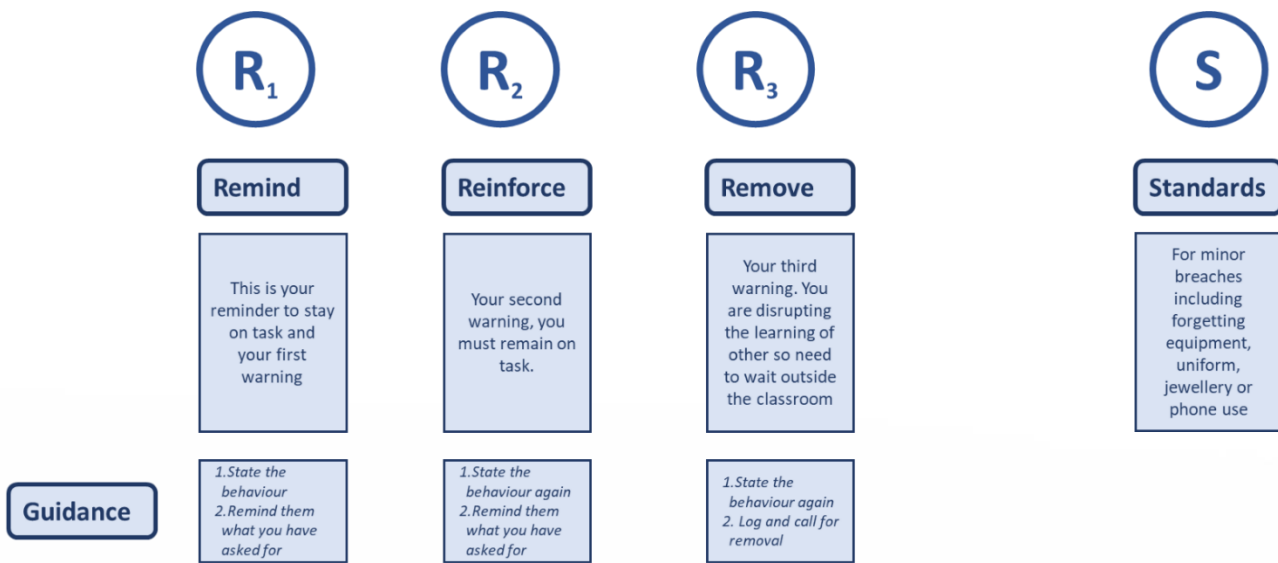 R1
R2
R3
S
Remind
Reinforce
Remove
Standards
This is your
reminder to stay
on task and
your first
warning
Your second
warning, you
must remain on
task.
Your third
warning. You
are disrupting
the learning of
other so need
to wait outside
the classroom
For minor
breaches
including
forgetting
equipment,
uniform,
jewellery or
phone use
Guidance
1.State the
behaviour
2.Remind them
what you have
asked for
1.State the
behaviour again
2.Remind them
what you have
asked for
1.State the
behaviour again
2. Log and call for
removal